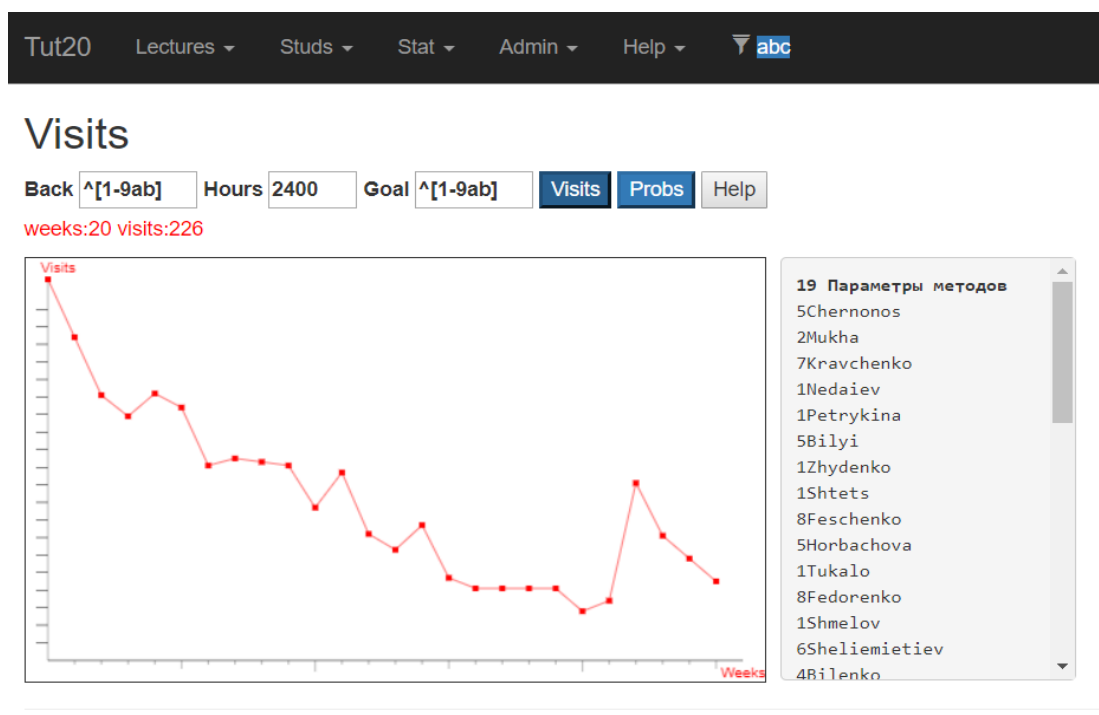 Tut20 Lectures Studs Stat Admin Help abc
Visits
Back ^[1-9ab] Hours 2400 Goal ^[1-9ab] Visits Probs Help
weeks:20 visits:226
Visits
Weeks
19 Параметры методов
5Chernonos
2Mukha
7Kravchenko
1Nedaiev
1Petrykina
5Bilyi
1Zhydenko
1Shtets
8Feschenko
5Horbachova
1Tukalo
8Fedorenko
1Shmelov
6Sheliemietiev
4Bilenko